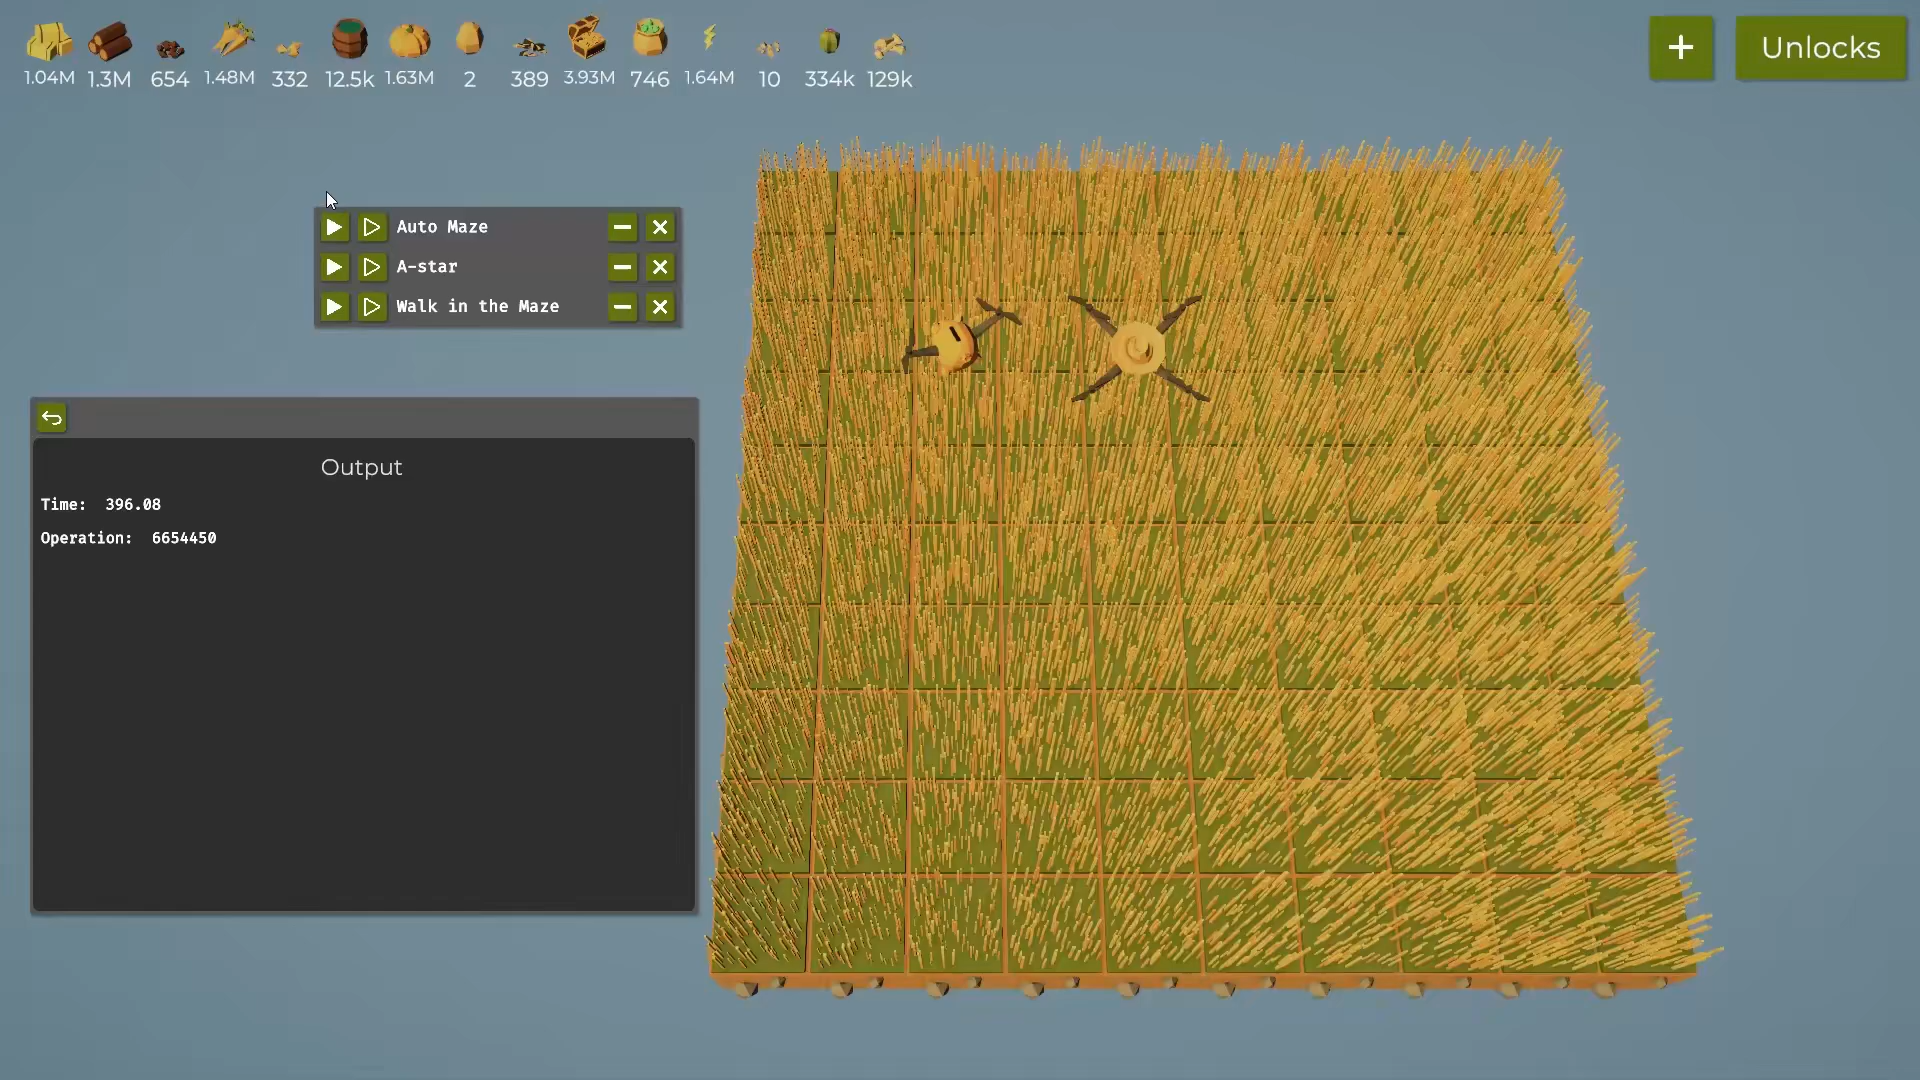 1.04M 1.3M 654 1.48M 332 12.5k 1.63M 2 389 3.93M 746 1.64M 10 334k 129k
+ Unlocks
Auto Maze
A-star
Walk in the Maze
Output
Time: 396.08
Operation: 6654450